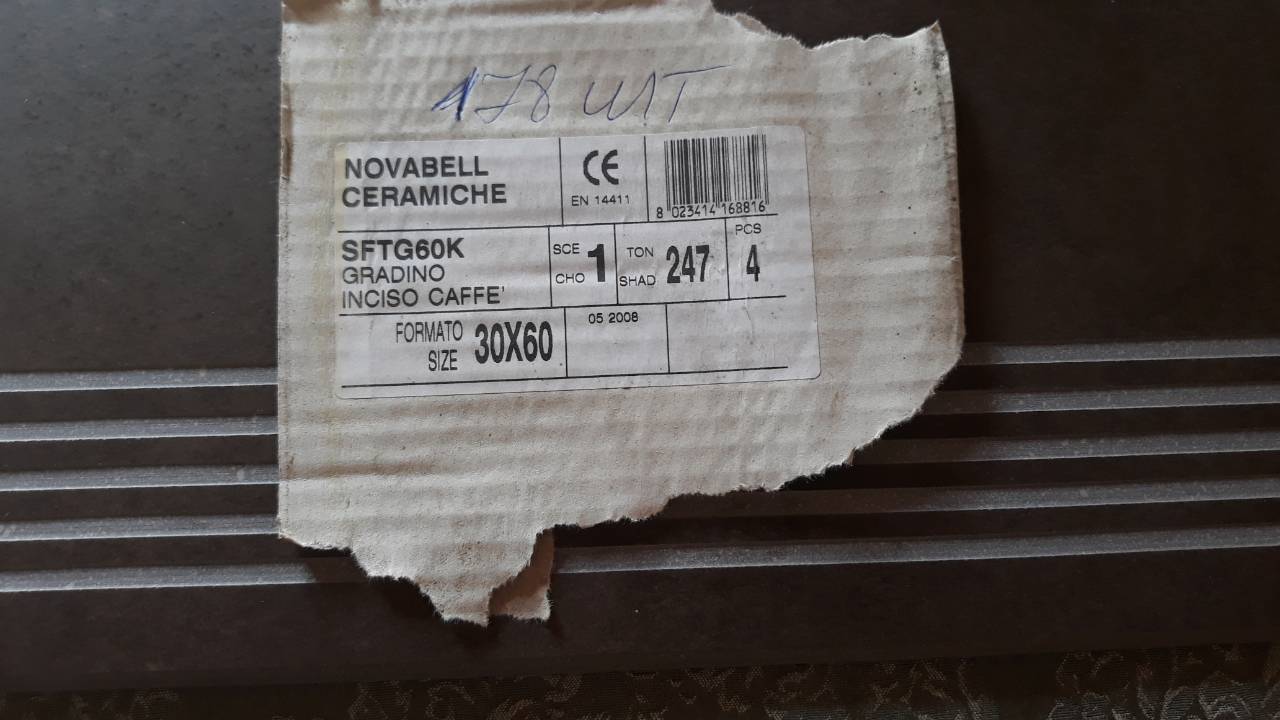 178 шт
NOVABELL
CERAMICHE
CE
EN 14411
8 023414 168816
SFTG60K
GRADINO
INCISO CAFFE'
SCE
CHO
1
TON
SHAD
247
PCS
4
FORMATO
SIZE
30X60
05 2008